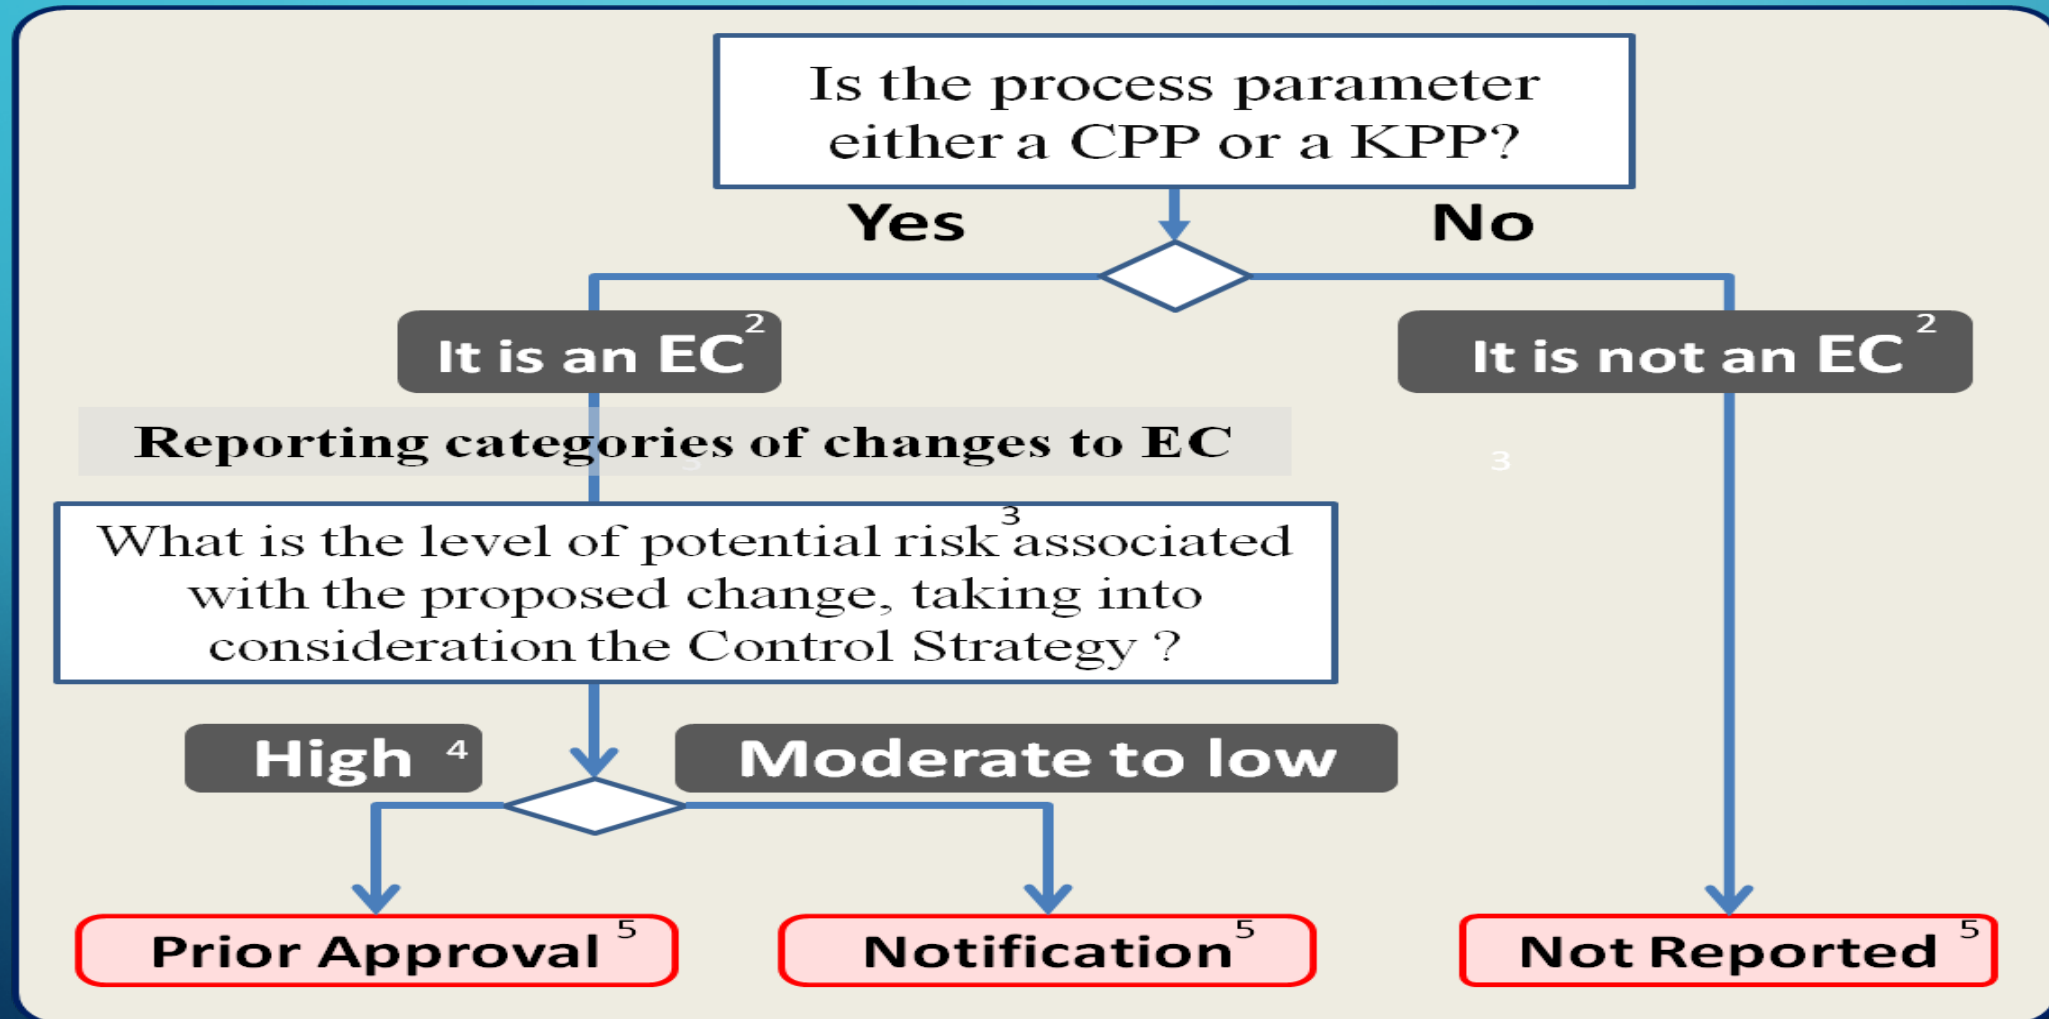 Is the process parameter
either a CPP or a KPP?
Yes
No
It is an EC 2
It is not an EC 2
Reporting categories of changes to EC
3
3
What is the level of potential risk 3 associated
with the proposed change, taking into
consideration the Control Strategy ?
High 4
Moderate to low
Prior Approval 5
Notification 5
Not Reported 5